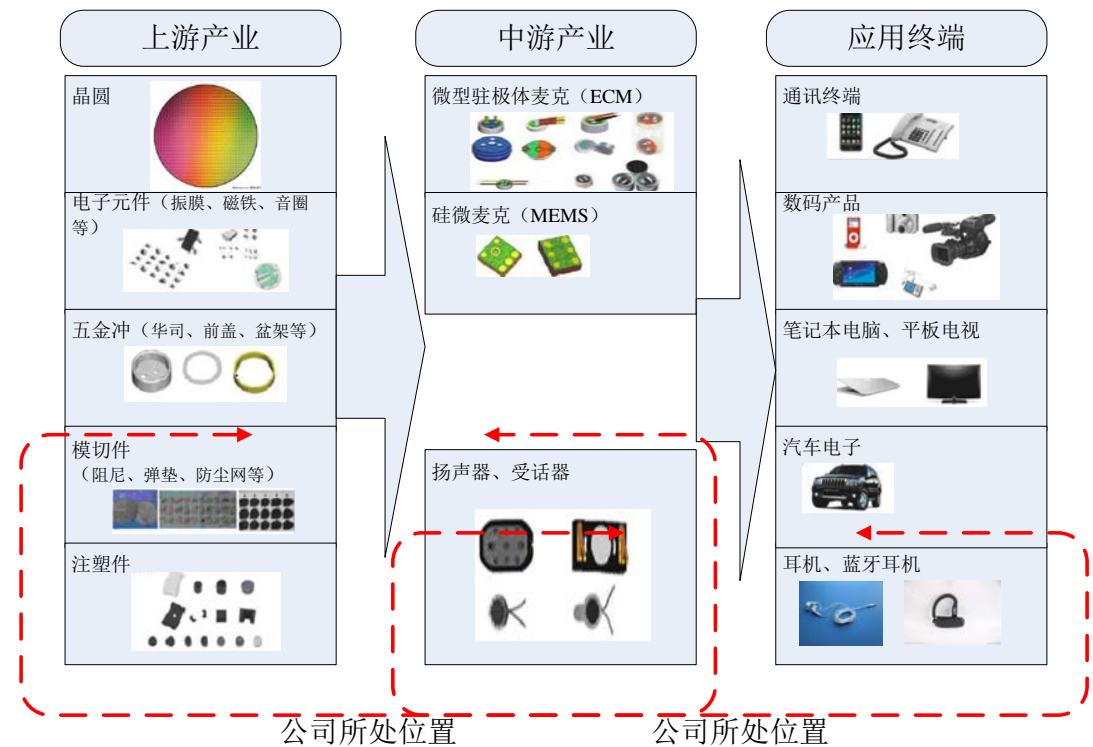 上游产业
中游产业
应用终端
晶圆
电子元件（振膜、磁铁、音圈
等）
五金冲（华司、前盖、盆架等）
模切件
（阻尼、弹垫、防尘网等）
注塑件
微型驻极体麦克（ECM）
硅微麦克（MEMS）
扬声器、受话器
通讯终端
数码产品
笔记本电脑、平板电视
汽车电子
耳机、蓝牙耳机
公司所处位置
公司所处位置